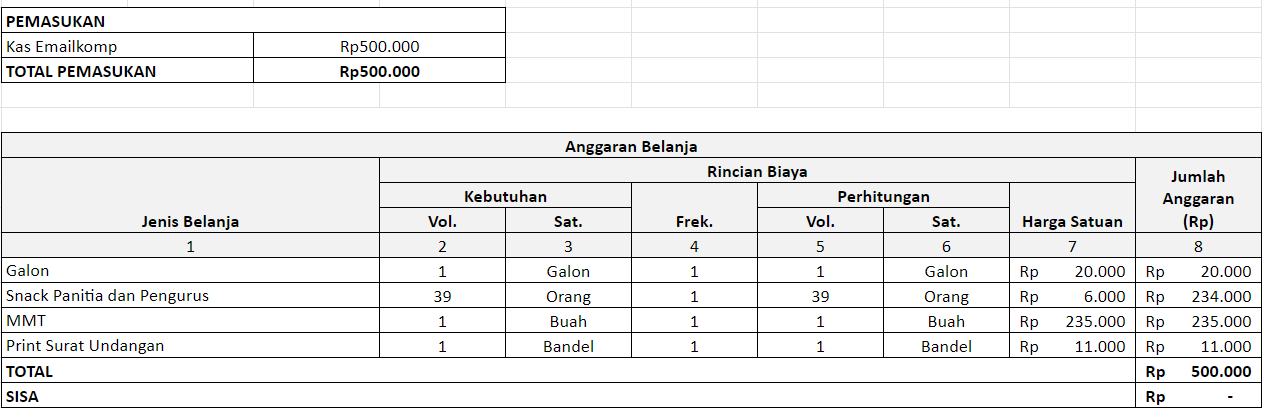 PEMASUKAN
Kas Emailkomp Rp500.000
TOTAL PEMASUKAN Rp500.000
Anggaran Belanja
Jenis Belanja Rincian Biaya Jumlah Anggaran (Rp)
Kebutuhan Frek. Perhitungan Harga Satuan
Vol. Sat. Vol. Sat.
1 2 3 4 5 6 7 8
Galon 1 Galon 1 1 Galon Rp 20.000 Rp 20.000
Snack Panitia dan Pengurus 39 Orang 1 39 Orang Rp 6.000 Rp 234.000
MMT 1 Buah 1 1 Buah Rp 235.000 Rp 235.000
Print Surat Undangan 1 Bandel 1 1 Bandel Rp 11.000 Rp 11.000
TOTAL Rp 500.000
SISA Rp -